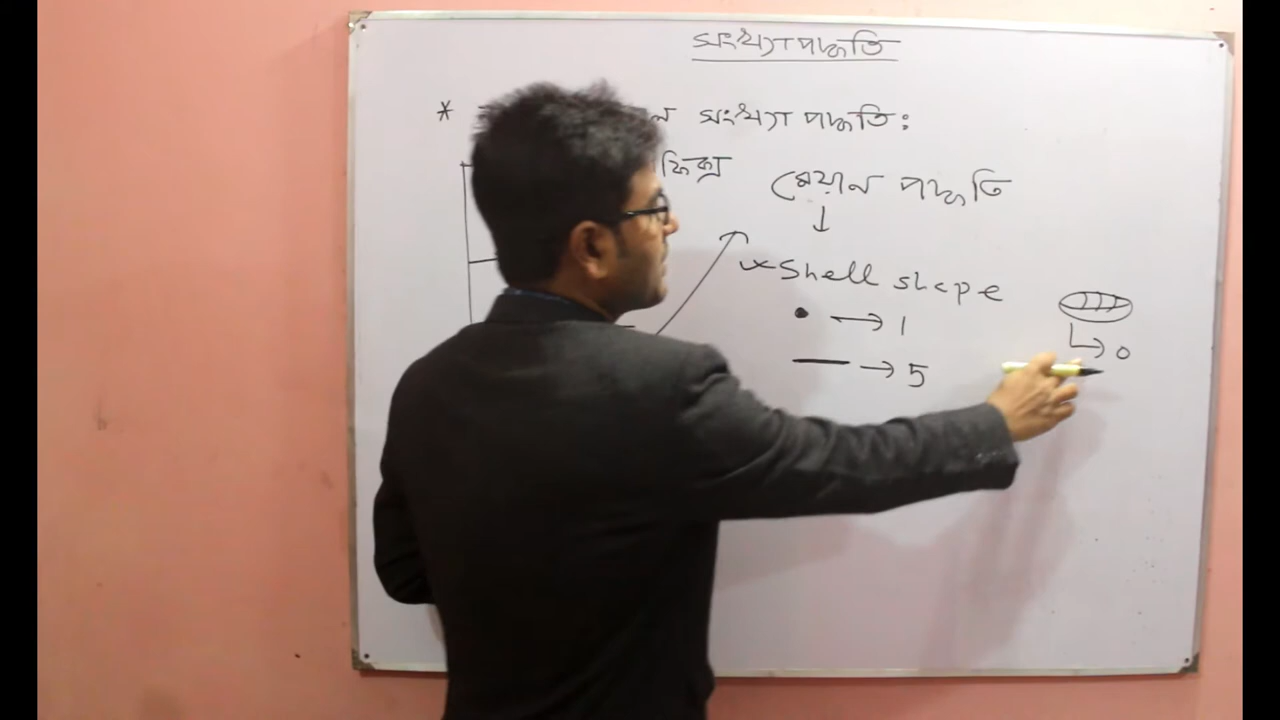 সংখ্যা পদ্ধতি
* সংখ্যা পদ্ধতি :
মেয়ান পদ্ধতি
↓
Shell shape
• → 1
— → 5
↳ 0